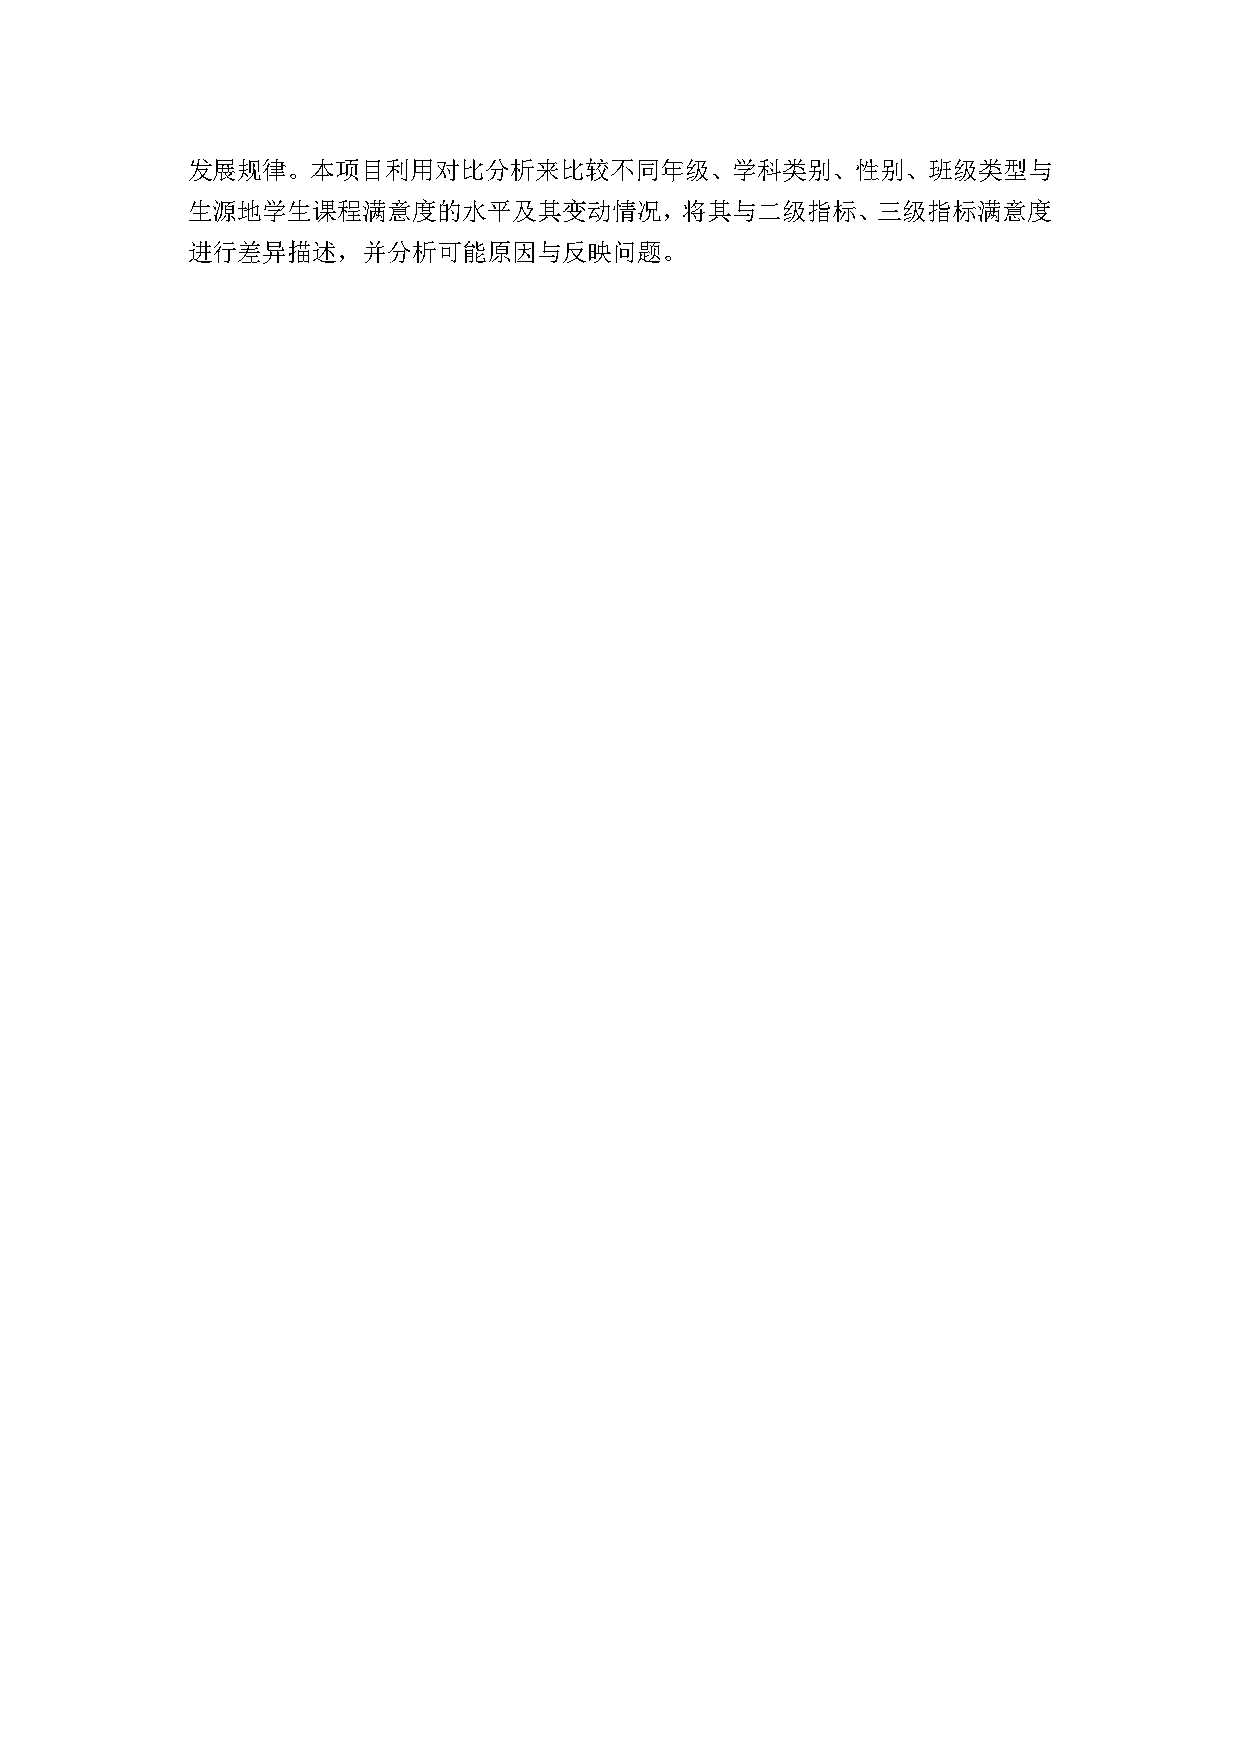 发展规律。本项目利用对比分析来比较不同年级、学科类别、性别、班级类型与
生源地学生课程满意度的水平及其变动情况，将其与二级指标、三级指标满意度
进行差异描述，并分析可能原因与反映问题。